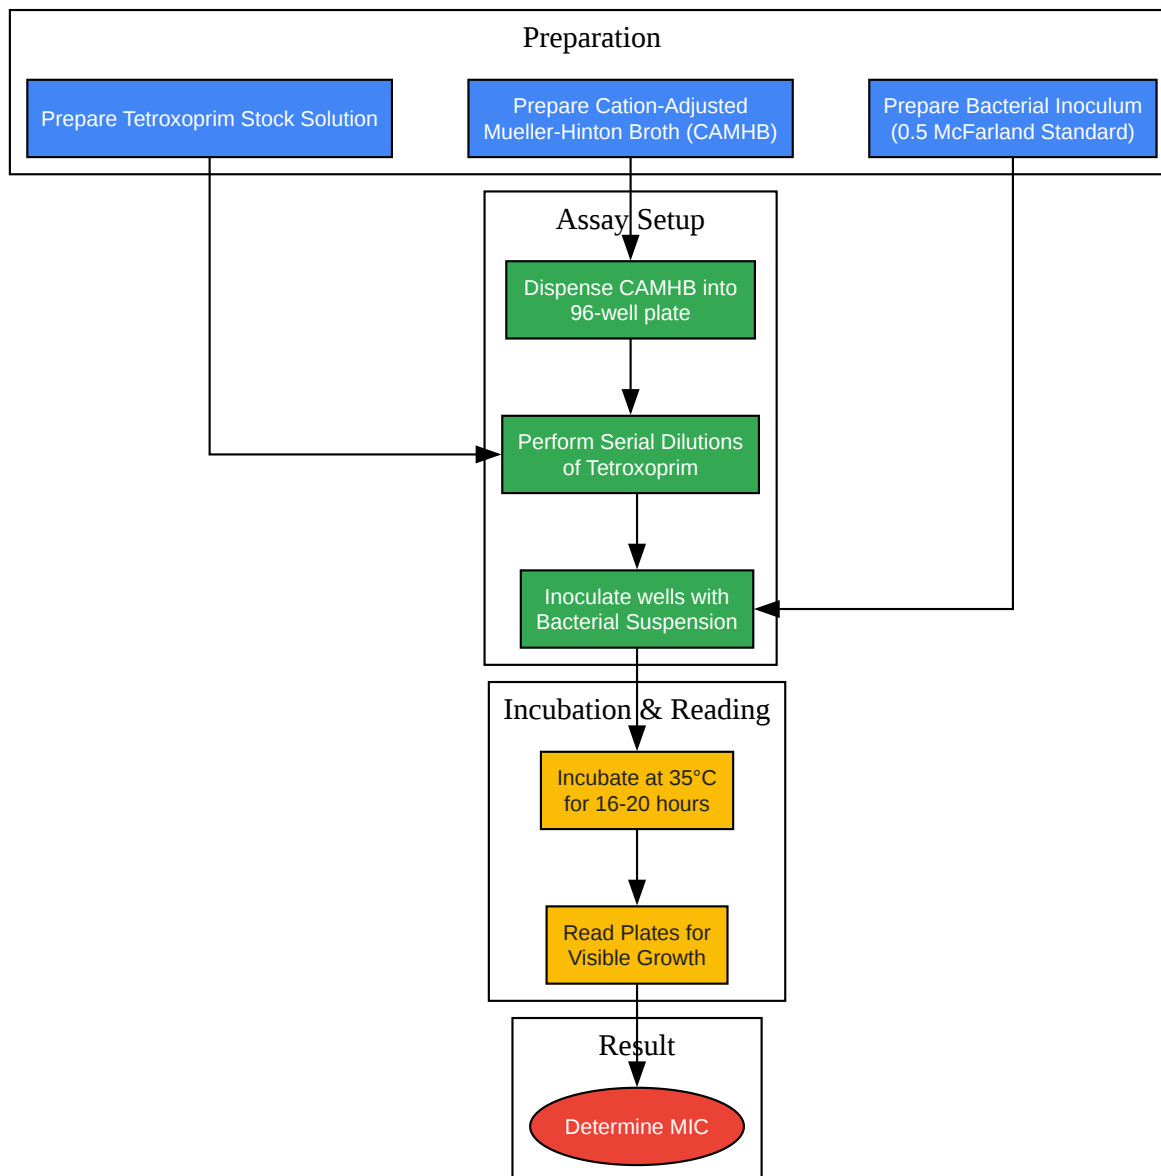 Preparation
Prepare Tetroxoprim Stock Solution
Prepare Cation-Adjusted
Mueller-Hinton Broth (CAMHB)
Prepare Bacterial Inoculum
(0.5 McFarland Standard)
Assay Setup
Dispense CAMHB into
96-well plate
Perform Serial Dilutions
of Tetroxoprim
Inoculate wells with
Bacterial Suspension
Incubation & Reading
Incubate at 35°C
for 16-20 hours
Read Plates for
Visible Growth
Result
Determine MIC